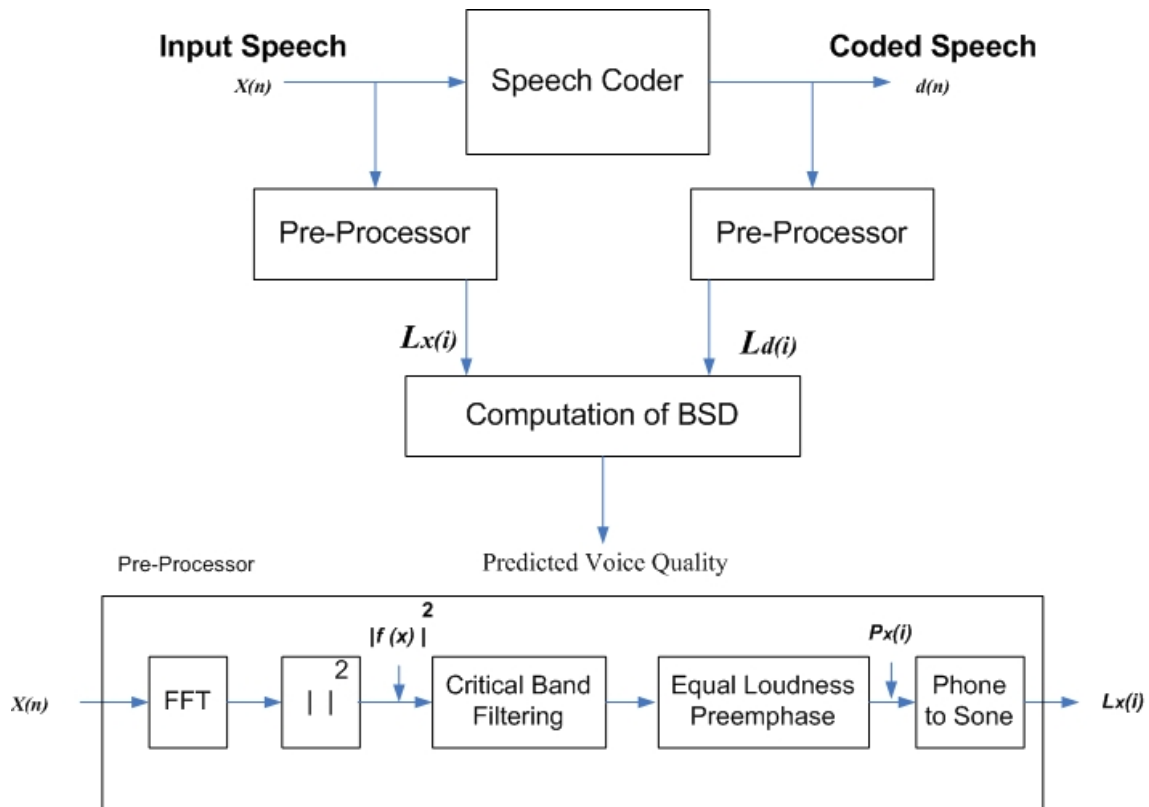 Input Speech
Coded Speech
X(n)
Speech Coder
d(n)
Pre-Processor
Pre-Processor
Lx(i)
Ld(i)
Computation of BSD
Predicted Voice Quality
Pre-Processor
|f (x) |2
Px(i)
X(n)
FFT
| |2
Critical Band
Filtering
Equal Loudness
Preemphase
Phone
to Sone
Lx(i)